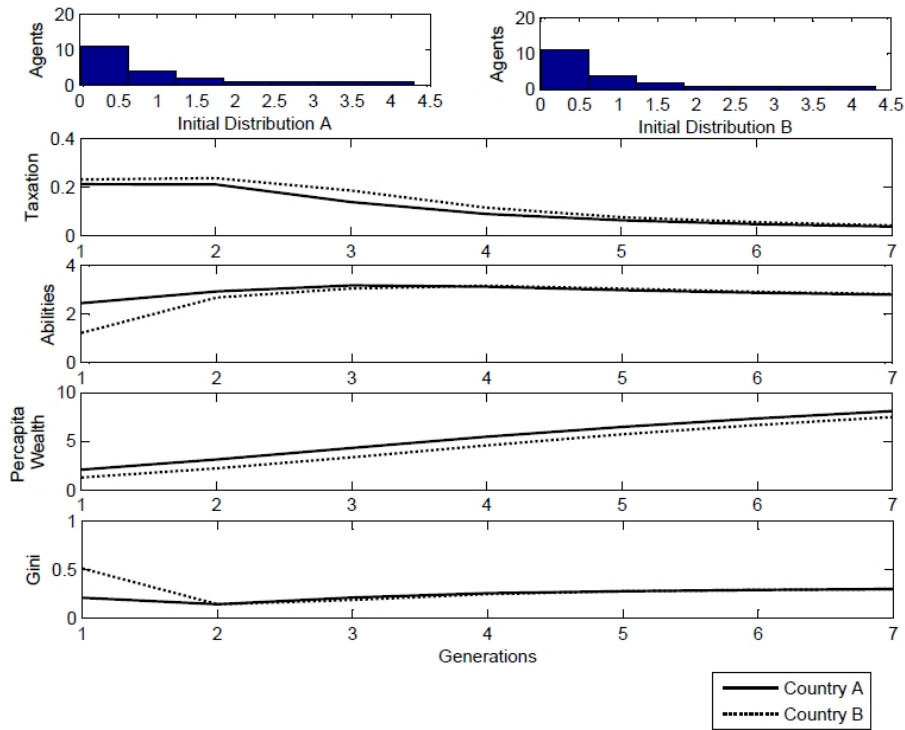 20
10
0
Agents
0 0.5 1 1.5 2 2.5 3 3.5 4 4.5
Initial Distribution A
20
10
0
Agents
0 0.5 1 1.5 2 2.5 3 3.5 4 4.5
Initial Distribution B
0.4
0.2
0
Taxation
1 2 3 4 5 6 7
4
2
0
Abilities
1 2 3 4 5 6 7
10
5
0
Percapita
Wealth
1 2 3 4 5 6 7
1
0.5
0
Gini
1 2 3 4 5 6 7
Generations
Country A
Country B